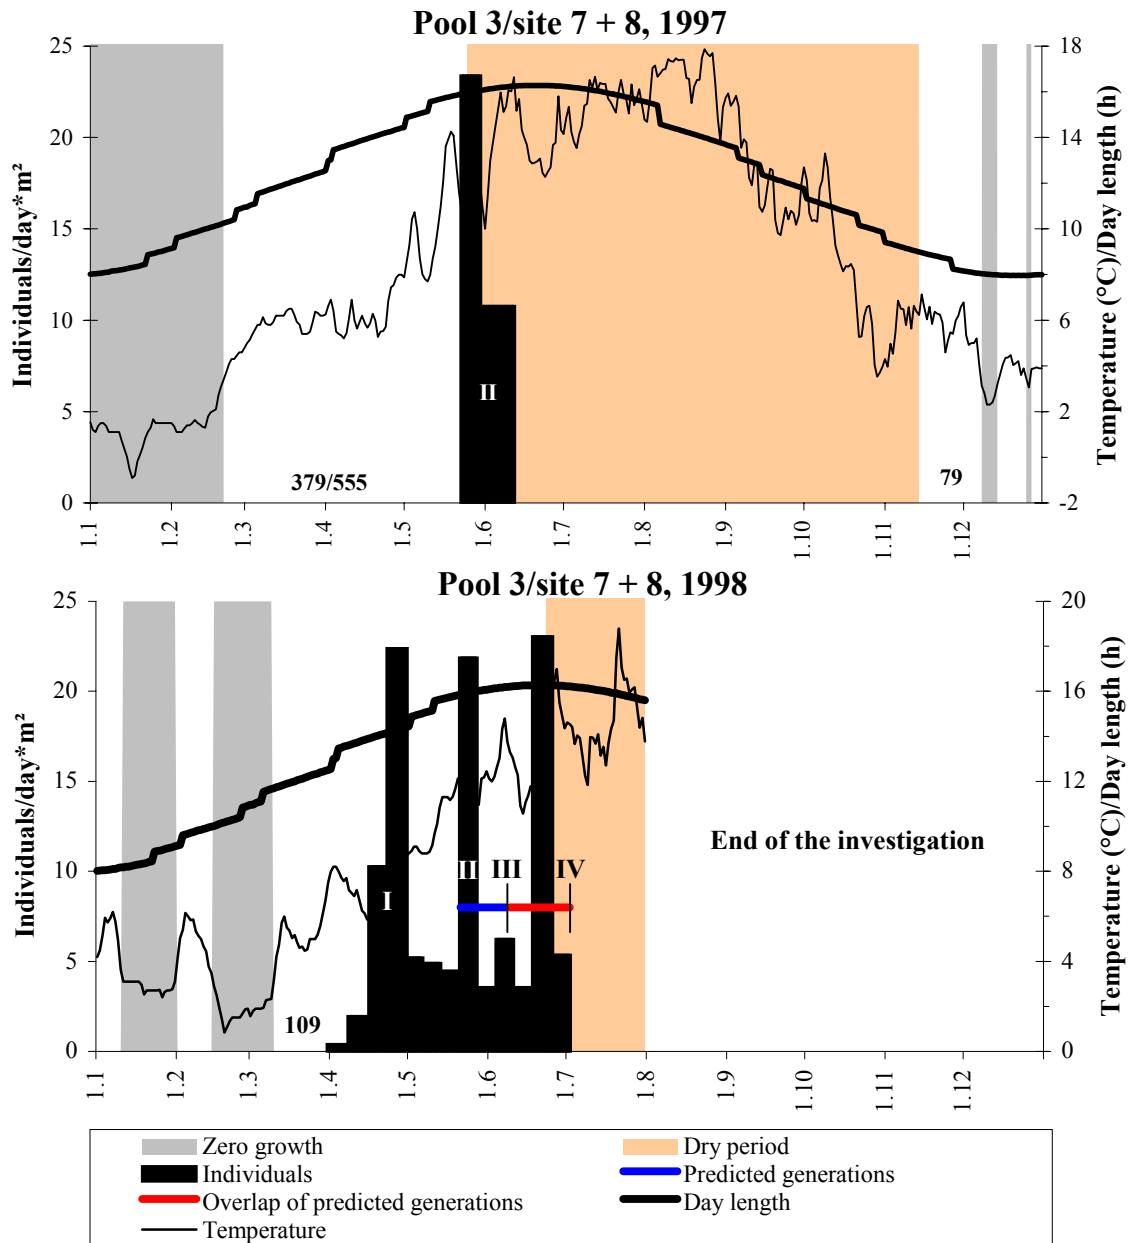 Pool 3/site 7 + 8, 1997
Individuals/day*m²
25
20
15
10
5
0
18
14
10
6
2
-2
Temperature (°C)/Day length (h)
II
379/555
79
1.1
1.2
1.3
1.4
1.5
1.6
1.7
1.8
1.9
1.10
1.11
1.12
Pool 3/site 7 + 8, 1998
Individuals/day*m²
25
20
15
10
5
0
20
16
12
8
4
0
Temperature (°C)/Day length (h)
End of the investigation
I
II
III
IV
109
1.1
1.2
1.3
1.4
1.5
1.6
1.7
1.8
1.9
1.10
1.11
1.12
Zero growth
Dry period
Individuals
Predicted generations
Overlap of predicted generations
Day length
Temperature